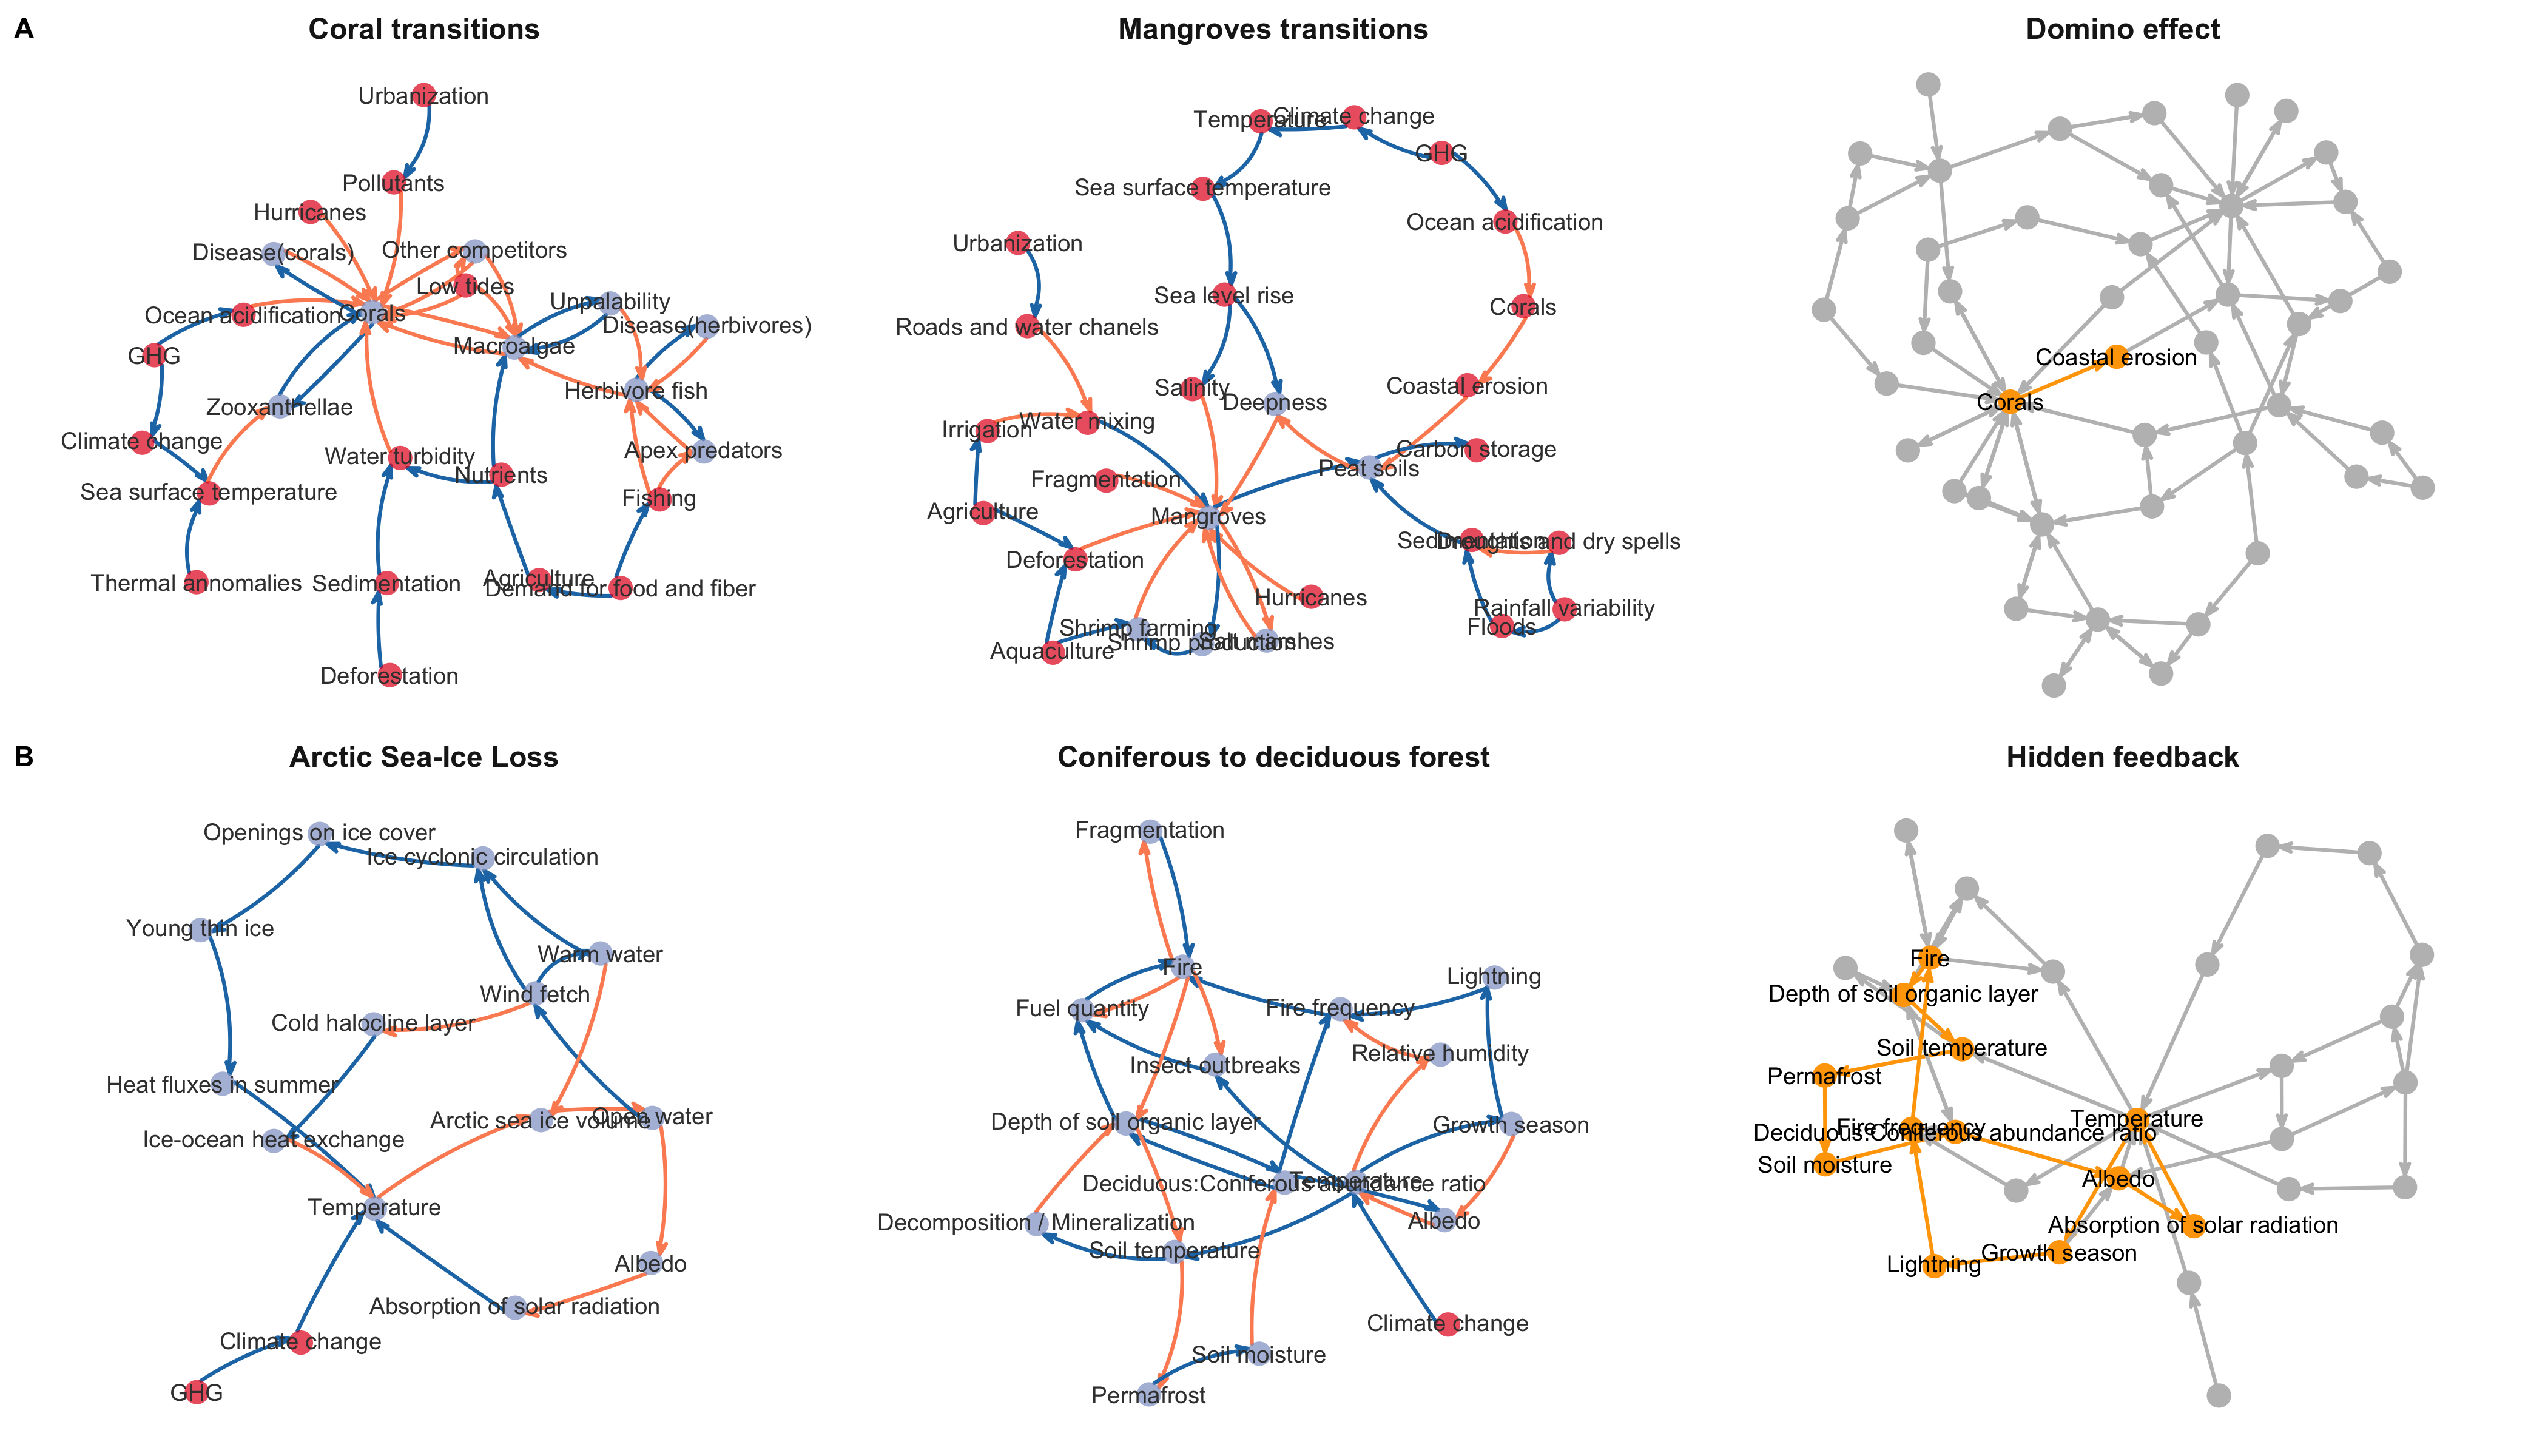 A
Coral transitions
Mangroves transitions
Domino effect
Urbanization
Pollutants
Hurricanes
Disease(corals)
Other competitors
Low tides
Unpalability
Disease(herbivores)
Ocean acidification
Corals
Macroalgae
GHG
Herbivore fish
Zooxanthellae
Climate change
Water turbidity
Nutrients
Apex predators
Sea surface temperature
Fishing
Thermal annomalies
Sedimentation
Agriculture
Demand for food and fiber
Deforestation
Temperature
Climate change
GHG
Sea surface temperature
Ocean acidification
Urbanization
Sea level rise
Corals
Roads and water chanels
Salinity
Deepness
Coastal erosion
Irrigation
Water mixing
Carbon storage
Peat soils
Fragmentation
Agriculture
Mangroves
Sedimentation
Droughts and dry spells
Deforestation
Hurricanes
Rainfall variability
Floods
Shrimp farming
Shrimp production
Salt marshes
Aquaculture
Coastal erosion
Corals
B
Arctic Sea-Ice Loss
Coniferous to deciduous forest
Hidden feedback
Openings on ice cover
Ice cyclonic circulation
Young thin ice
Warm water
Wind fetch
Cold halocline layer
Heat fluxes in summer
Arctic sea ice volume
Open water
Ice-ocean heat exchange
Temperature
Albedo
Absorption of solar radiation
Climate change
GHG
Fragmentation
Fire
Lightning
Fuel quantity
Fire frequency
Relative humidity
Insect outbreaks
Depth of soil organic layer
Growth season
Deciduous:Coniferous abundance ratio
Temperature
Decomposition / Mineralization
Albedo
Soil temperature
Climate change
Soil moisture
Permafrost
Fire
Depth of soil organic layer
Soil temperature
Permafrost
Temperature
Fire frequency
Deciduous:Coniferous abundance ratio
Soil moisture
Albedo
Absorption of solar radiation
Growth season
Lightning